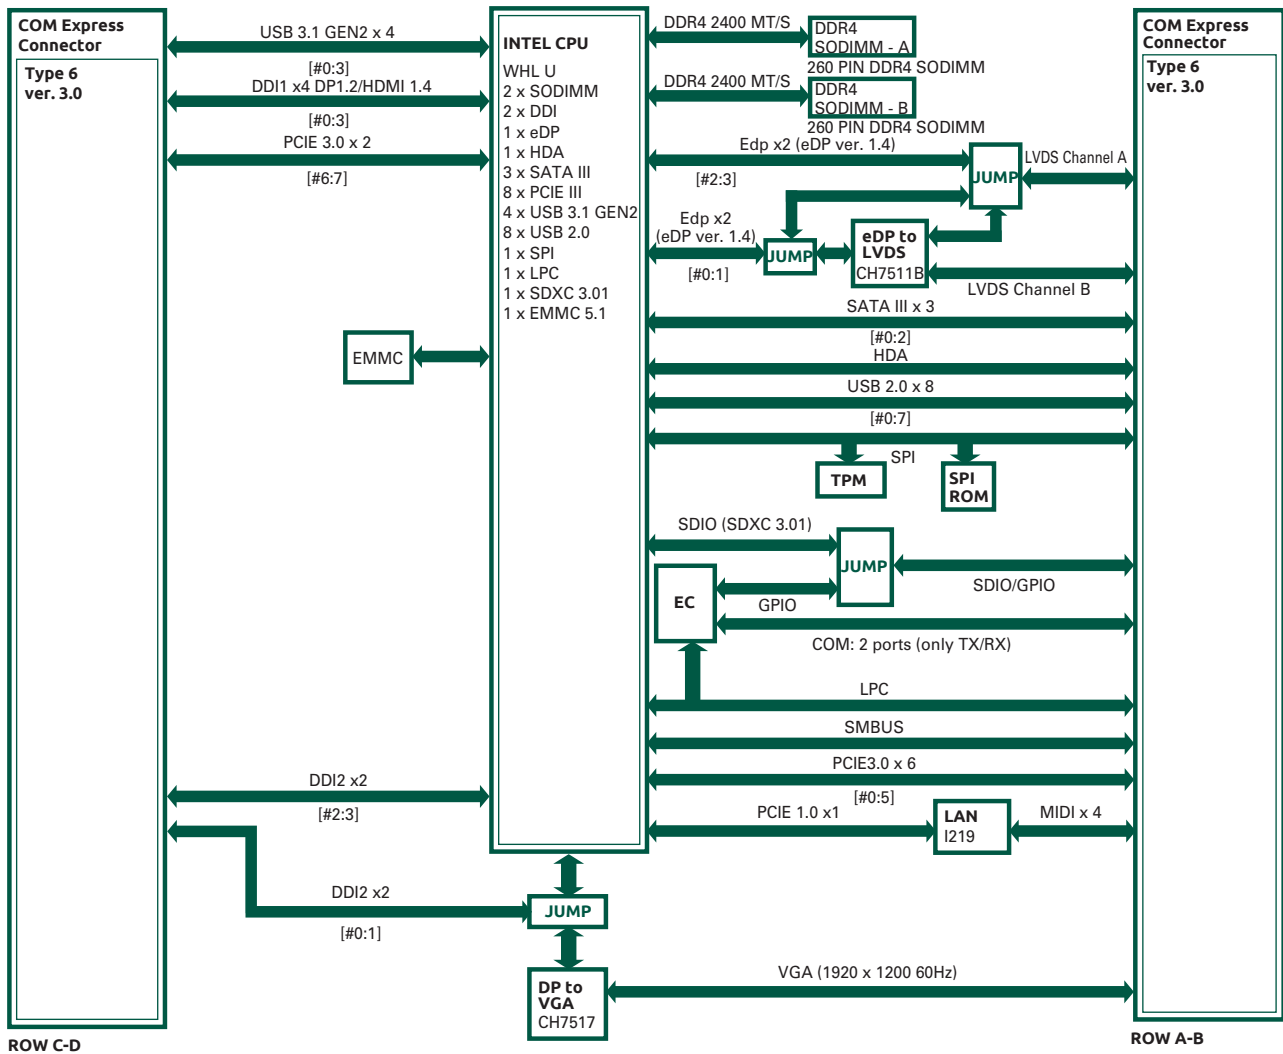 COM Express
Connector
Type 6
ver. 3.0
USB 3.1 GEN2 x 4
[#0:3]
DDI1 x4 DP1.2/HDMI 1.4
[#0:3]
PCIE 3.0 x 2
[#6:7]
EMMC
DDI2 x2
[#2:3]
DDI2 x2
[#0:1]
ROW C-D
INTEL CPU
WHL U
2 x SODIMM
2 x DDI
1 x eDP
1 x HDA
3 x SATA III
8 x PCIE III
4 x USB 3.1 GEN2
8 x USB 2.0
1 x SPI
1 x LPC
1 x SDXC 3.01
1 x EMMC 5.1
JUMP
DP to
VGA
CH7517
DDR4 2400 MT/S
DDR4
SODIMM - A
260 PIN DDR4 SODIMM
DDR4 2400 MT/S
DDR4
SODIMM - B
260 PIN DDR4 SODIMM
Edp x2 (eDP ver. 1.4)
[#2:3]
JUMP
LVDS Channel A
Edp x2
(eDP ver. 1.4)
[#0:1]
JUMP
eDP to
LVDS
CH7511B
LVDS Channel B
SATA III x 3
[#0:2]
HDA
USB 2.0 x 8
[#0:7]
SPI
TPM
SPI
ROM
SDIO (SDXC 3.01)
JUMP
SDIO/GPIO
EC
GPIO
COM: 2 ports (only TX/RX)
LPC
SMBUS
PCIE3.0 x 6
[#0:5]
PCIE 1.0 x1
LAN
I219
MIDI x 4
VGA (1920 x 1200 60Hz)
COM Express
Connector
Type 6
ver. 3.0
ROW A-B